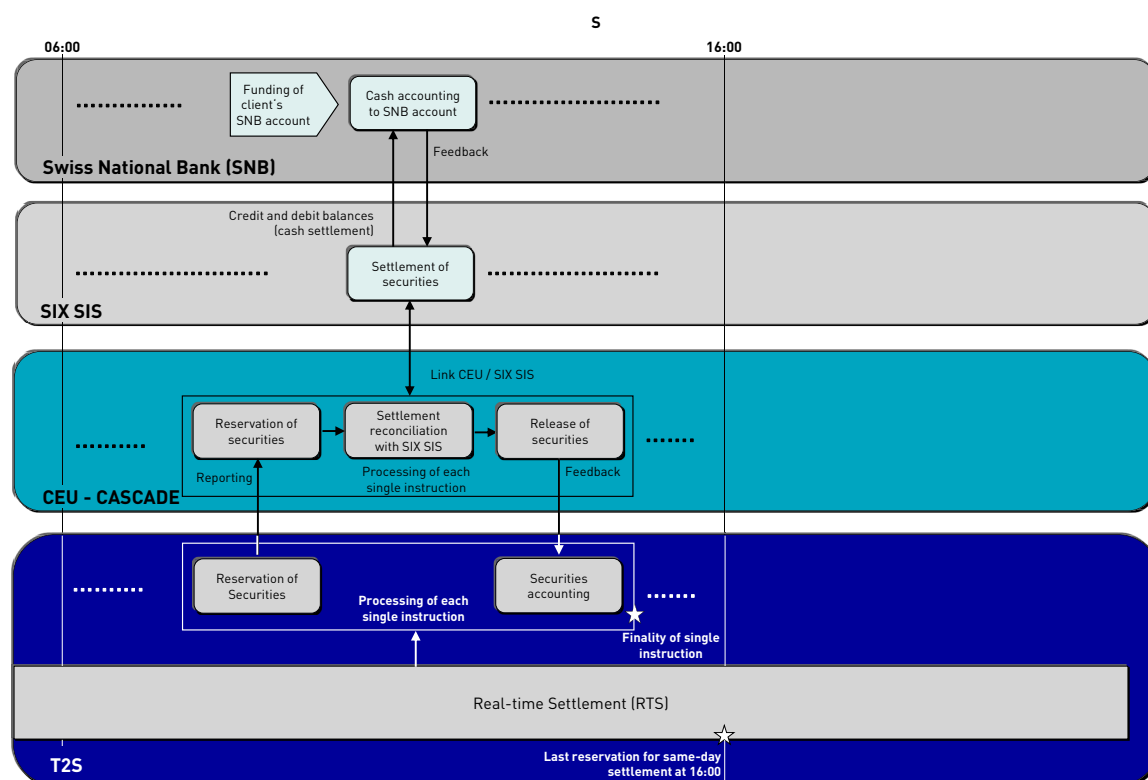 S
06:00
16:00
Funding of
client's
SNB account
Cash accounting
to SNB account
Feedback
Swiss National Bank (SNB)
Credit and debit balances
(cash settlement)
Settlement of
securities
SIX SIS
Link CEU / SIX SIS
Reservation of
securities
Settlement
reconciliation
with SIX SIS
Release of
securities
Reporting
Processing of each
single instruction
Feedback
CEU - CASCADE
Reservation of
Securities
Securities
accounting
Processing of each
single instruction
Finality of single
instruction
Real-time Settlement (RTS)
Last reservation for same-day
settlement at 16:00
T2S